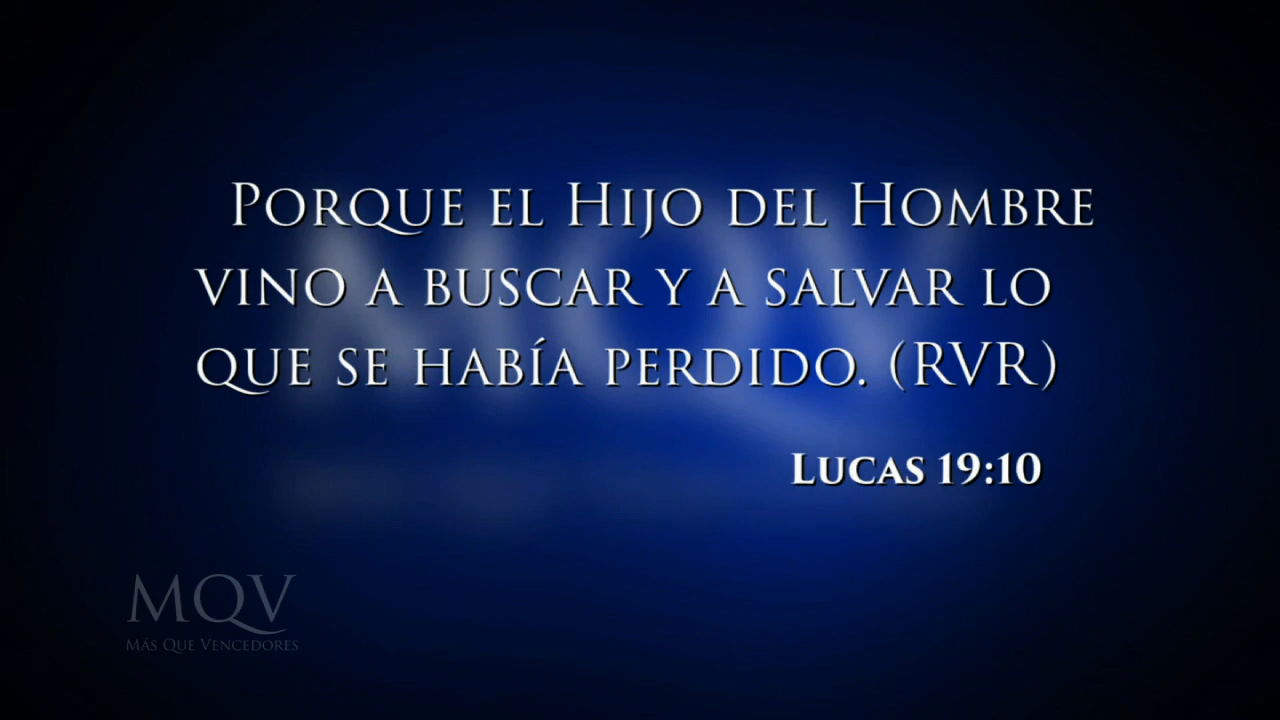 Porque el Hijo del Hombre
vino a buscar y a salvar lo
que se había perdido. (RVR)
Lucas 19:10
MQV
Más Que Vencedores